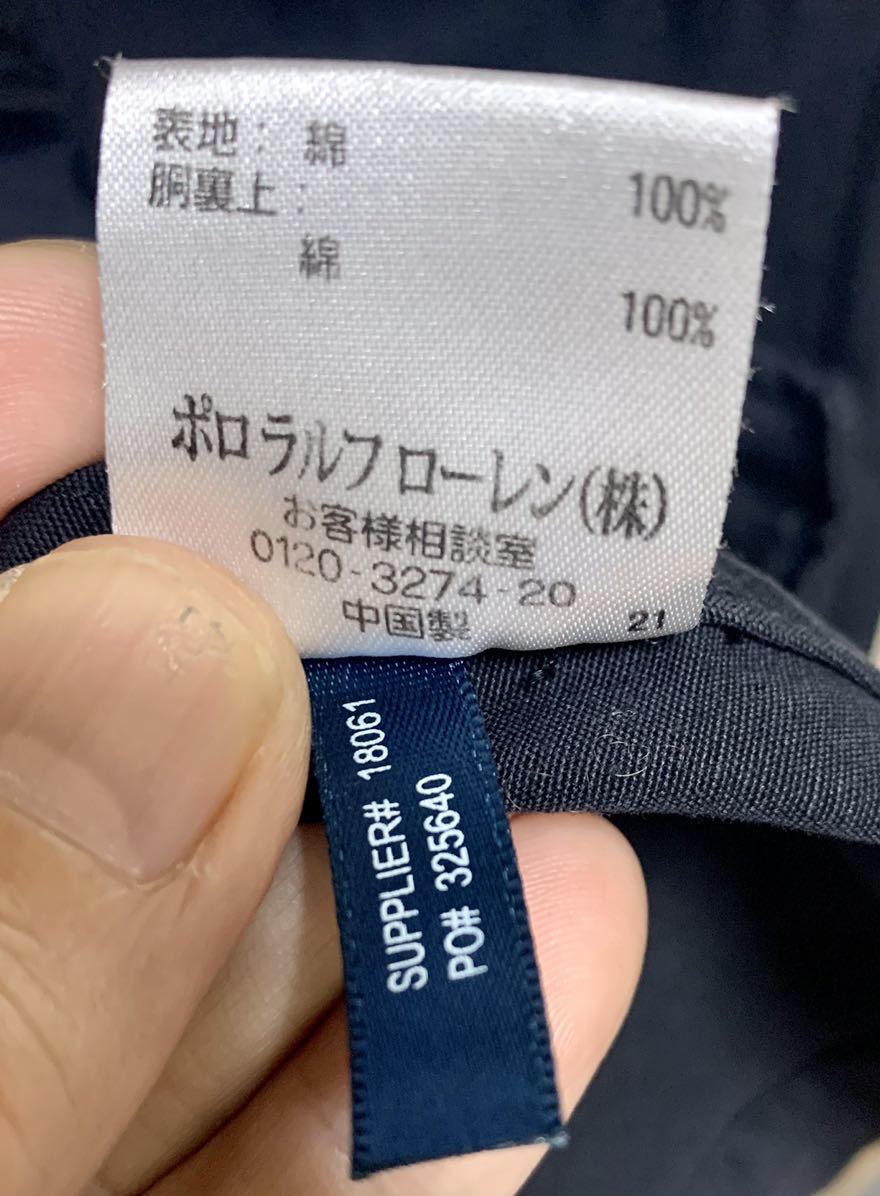 表地: 綿
100%
胴裏上:
綿
100%
ポロ ラルフ ローレン(株)
お客様相談室
0120-3274-20
中国製
21
SUPPLIER# 18061
PO# 325640